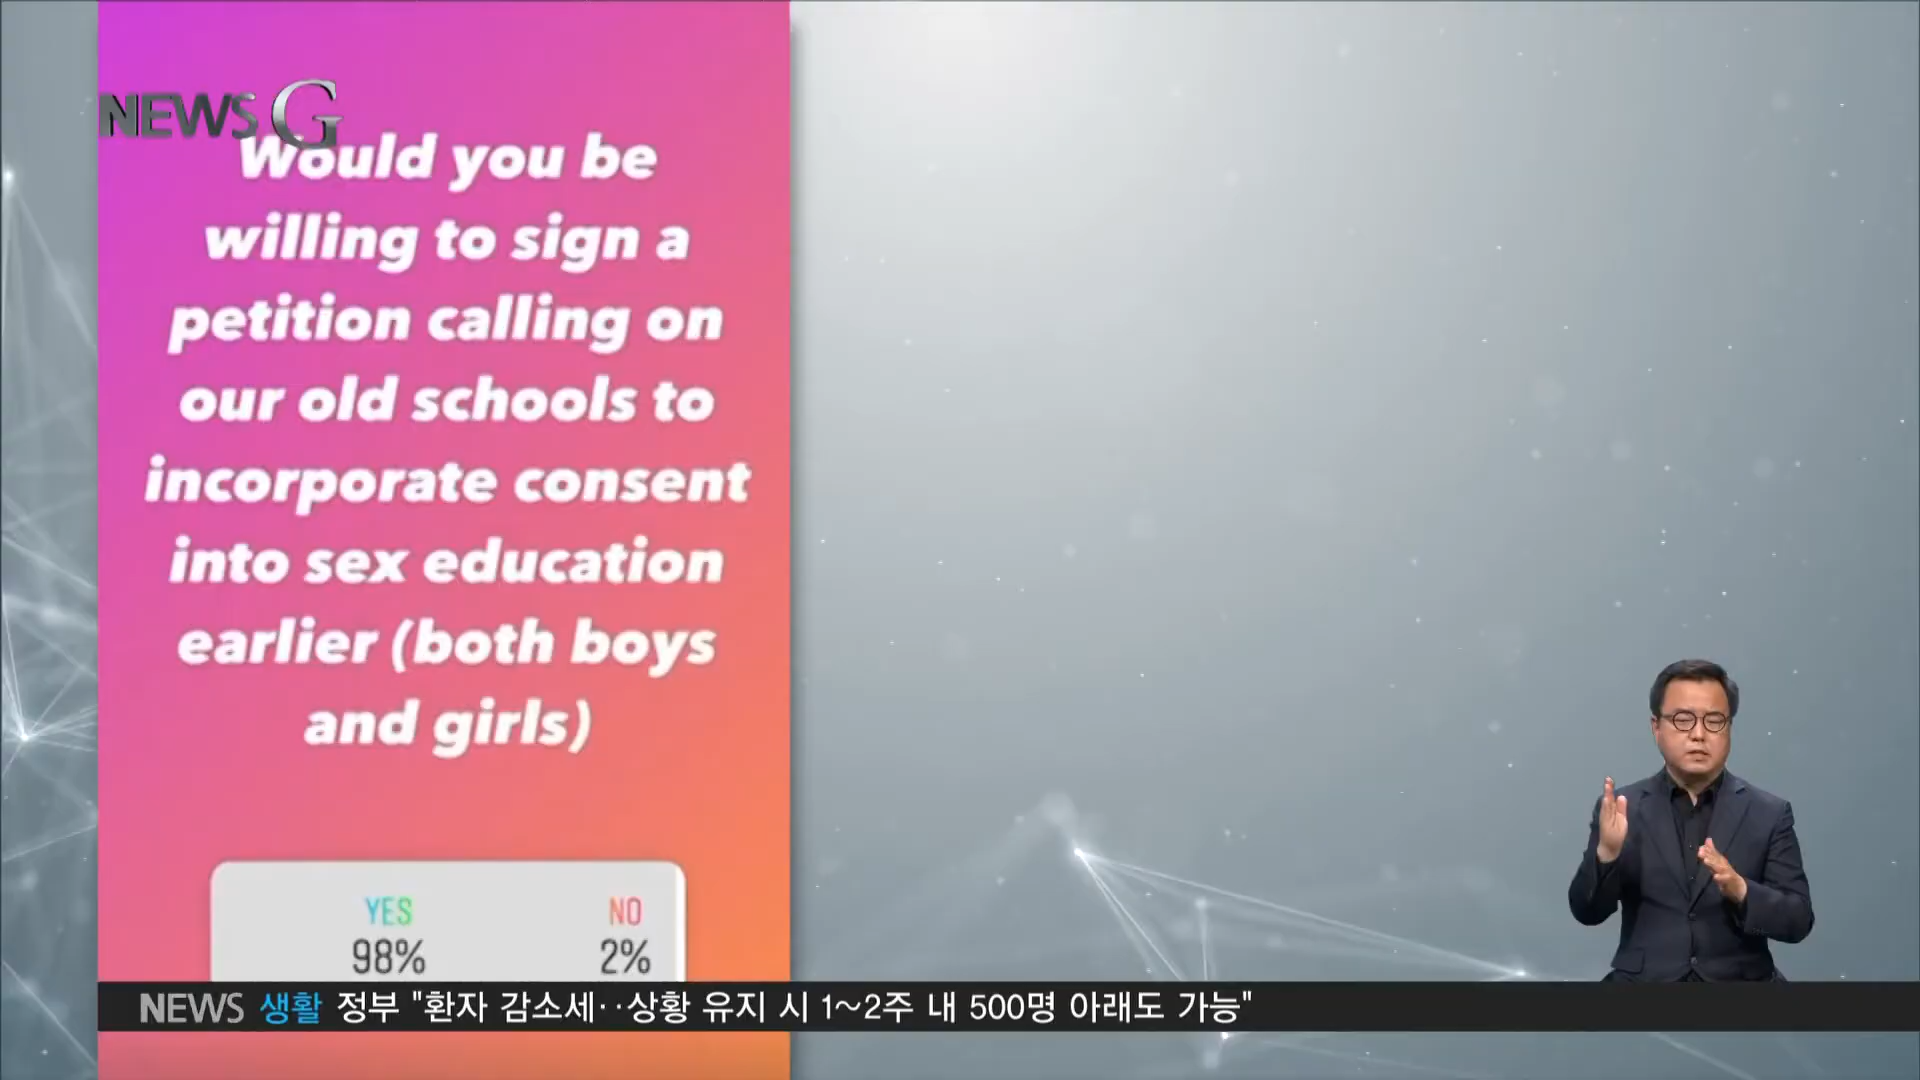 NEWS G
Would you be
willing to sign a
petition calling on
our old schools to
incorporate consent
into sex education
earlier (both boys
and girls)
YES NO
98% 2%
NEWS 생활 정부 "환자 감소세··상황 유지 시 1~2주 내 500명 아래도 가능"